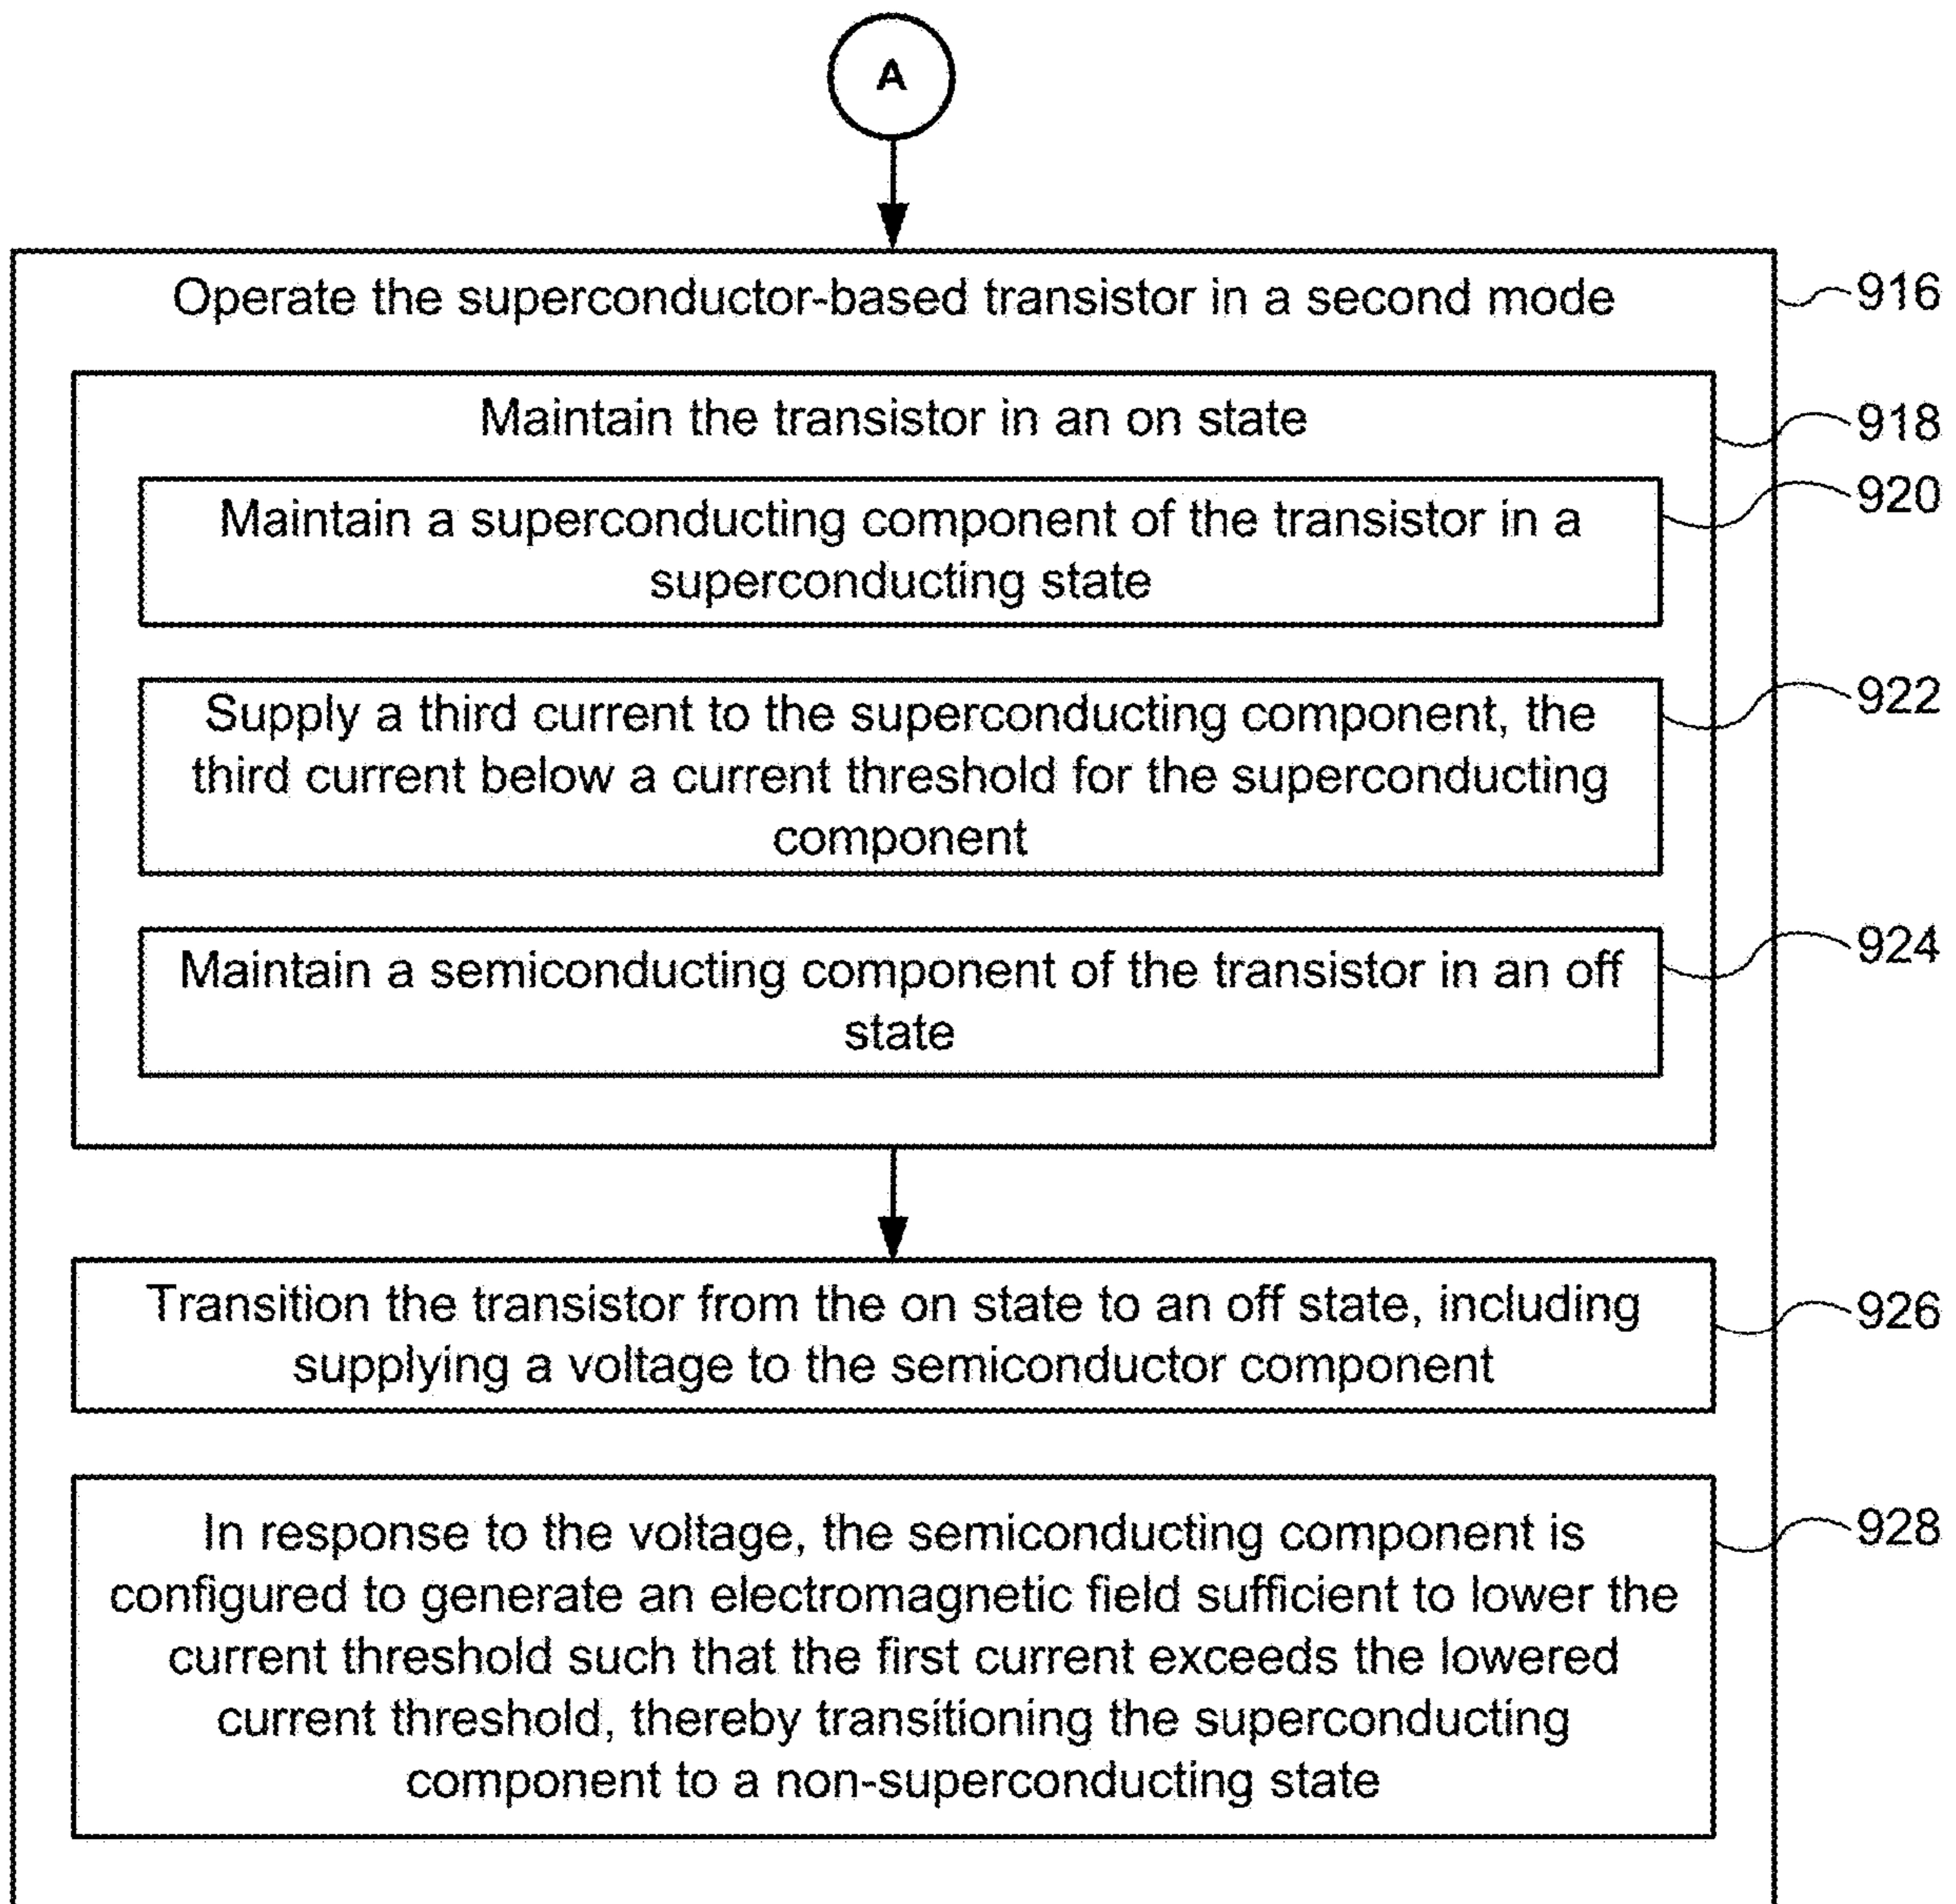 A
Operate the superconductor-based transistor in a second mode
916
Maintain the transistor in an on state
918
Maintain a superconducting component of the transistor in a
superconducting state
920
Supply a third current to the superconducting component, the
third current below a current threshold for the superconducting
component
922
Maintain a semiconducting component of the transistor in an off
state
924
Transition the transistor from the on state to an off state, including
supplying a voltage to the semiconductor component
926
In response to the voltage, the semiconducting component is
configured to generate an electromagnetic field sufficient to lower the
current threshold such that the first current exceeds the lowered
current threshold, thereby transitioning the superconducting
component to a non-superconducting state
928